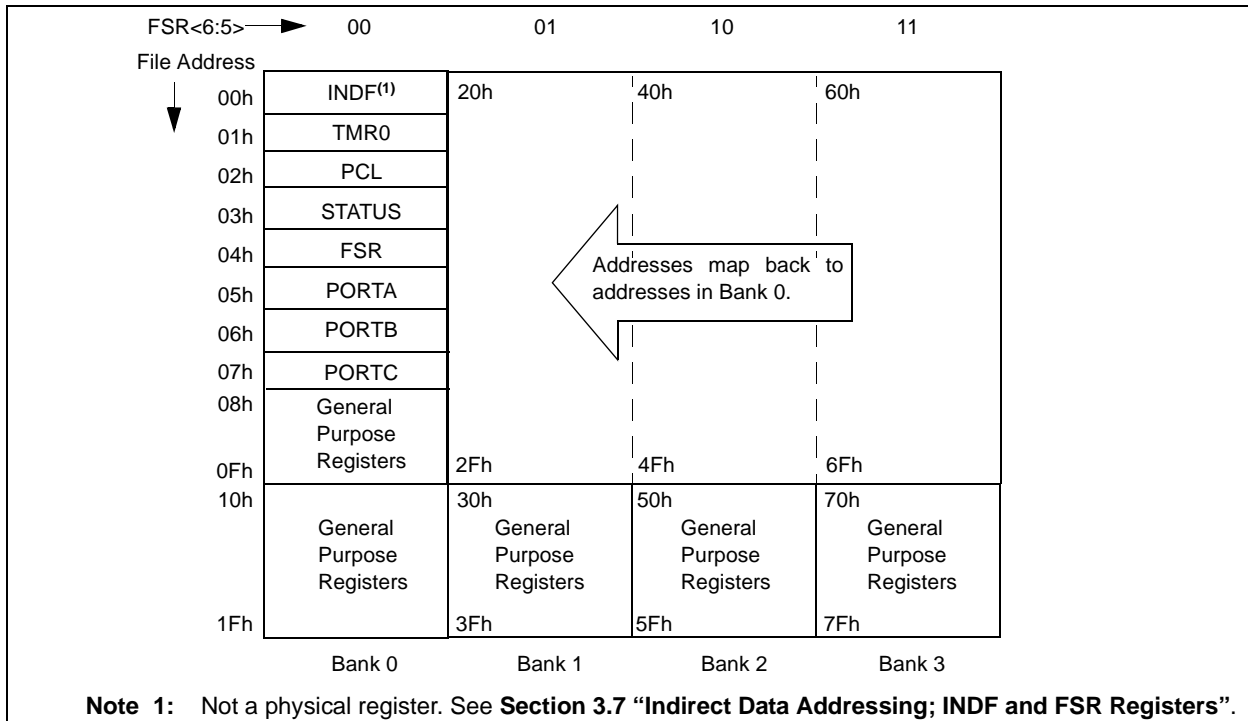 FSR<6:5> 00 01 10 11
File Address
00h INDF(1) 20h 40h 60h
01h TMR0
02h PCL
03h STATUS
04h FSR
Addresses map back to
addresses in Bank 0.
05h PORTA
06h PORTB
07h PORTC
08h General
Purpose
Registers
0Fh 2Fh 4Fh 6Fh
10h 30h 50h 70h
General General General General
Purpose Purpose Purpose Purpose
Registers Registers Registers Registers
1Fh 3Fh 5Fh 7Fh
Bank 0 Bank 1 Bank 2 Bank 3
Note 1: Not a physical register. See Section 3.7 “Indirect Data Addressing; INDF and FSR Registers”.